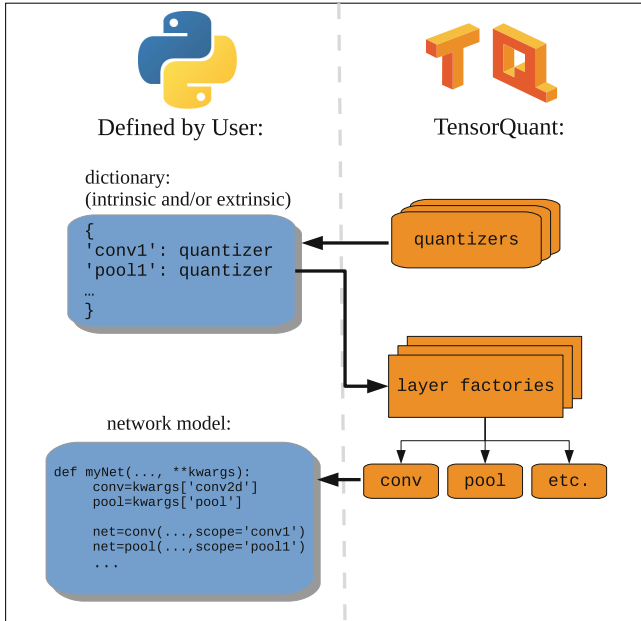 TQ
Defined by User:
TensorQuant:
dictionary:
(intrinsic and/or extrinsic)
{
'conv1': quantizer
'pool1': quantizer
…
}
quantizers
layer factories
conv
pool
etc.
network model:
def myNet(..., **kwargs):
conv=kwargs['conv2d']
pool=kwargs['pool']
net=conv(...,scope='conv1')
net=pool(...,scope='pool1')
...